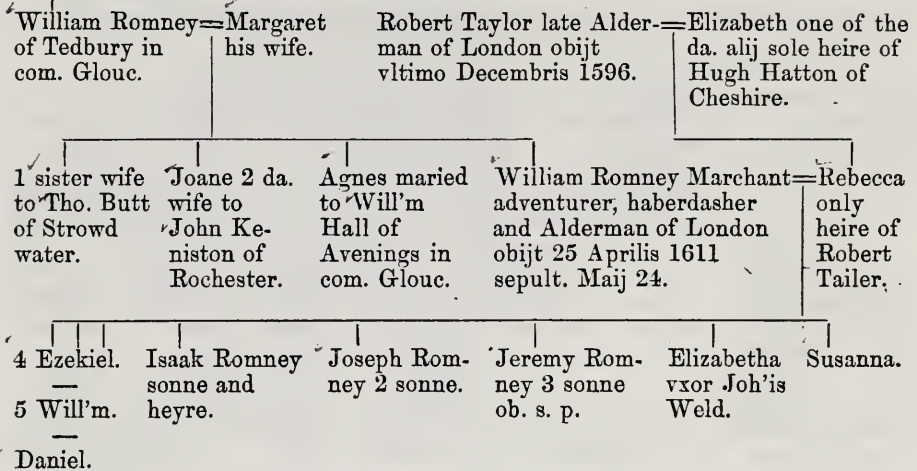 William Romney=Margaret
of Tedbury in his wife.
com. Glouc.
Robert Taylor late Alder-=Elizabeth one of the
man of London obijt da. alij sole heire of
vltimo Decembris 1596. Hugh Hatton of
Cheshire.
1 sister wife
to Tho. Butt
of Strowd
water.
Joane 2 da.
wife to
John Ke-
niston of
Rochester.
Agnes maried
to Will'm
Hall of
Avenings in
com. Glouc.
William Romney Marchant=Rebecca
adventurer, haberdasher only
and Alderman of London heire of
obijt 25 Aprilis 1611 Robert
sepult. Maij 24. Tailer.
4 Ezekiel.
5 Will'm.
Daniel.
Isaak Romney
sonne and
heyre.
Joseph Rom-
ney 2 sonne.
Jeremy Rom-
ney 3 sonne
ob. s. p.
Elizabetha
vxor Joh'is
Weld.
Susanna.